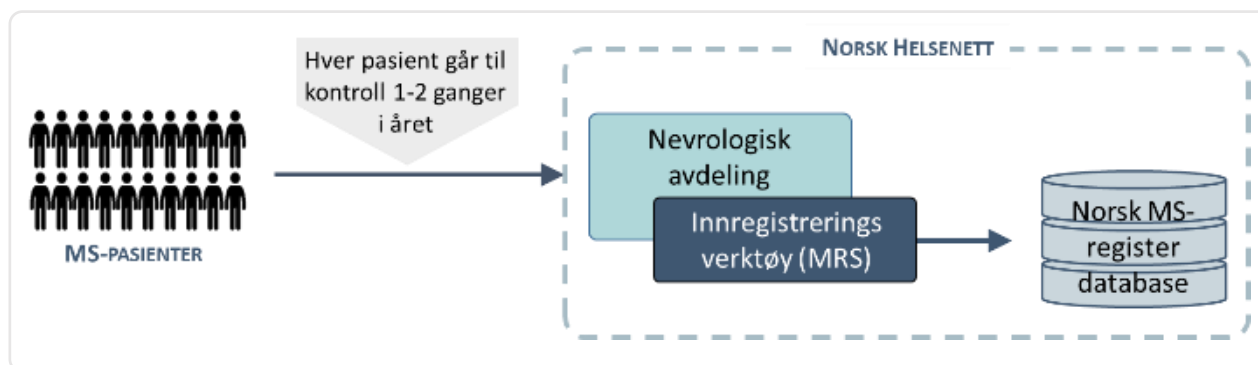 Hver pasient går til
kontroll 1-2 ganger
i året
MS-PASIENTER
NORSK HELSENETT
Nevrologisk
avdeling
Innregistrerings
verktøy (MRS)
Norsk MS-
register
database